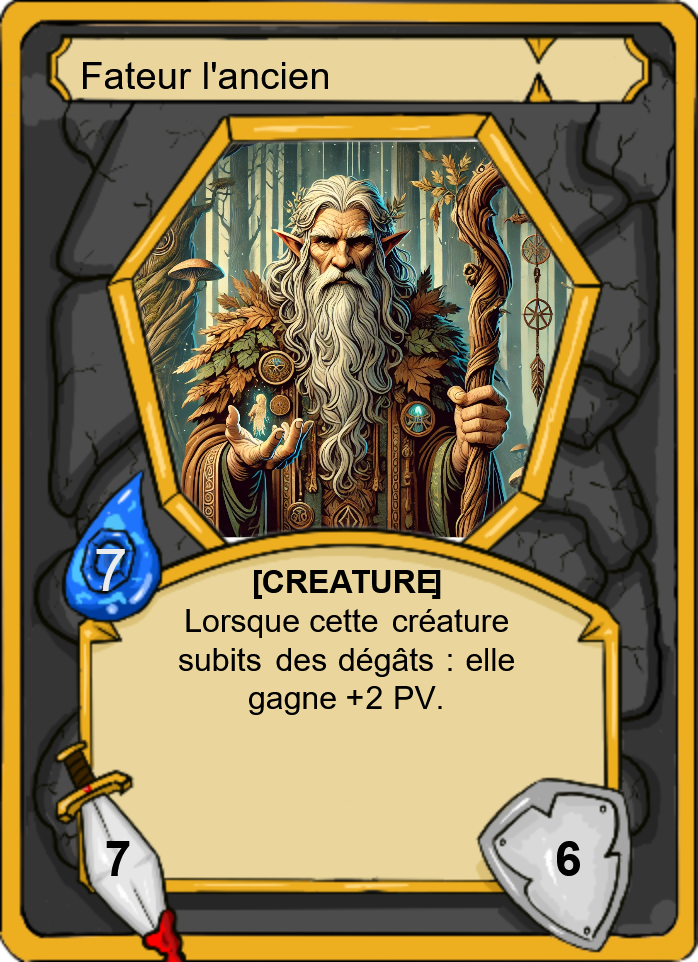 Fateur l'ancien
7
[CREATURE]
Lorsque cette créature
subits des dégâts : elle
gagne +2 PV.
7
6